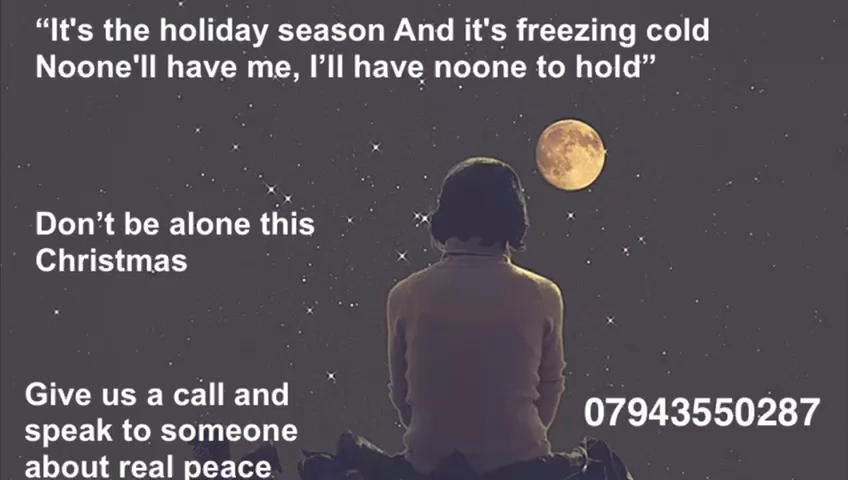 “It's the holiday season And it's freezing cold
Noone'll have me, I’ll have noone to hold”
Don’t be alone this
Christmas
Give us a call and
speak to someone
about real peace
07943550287